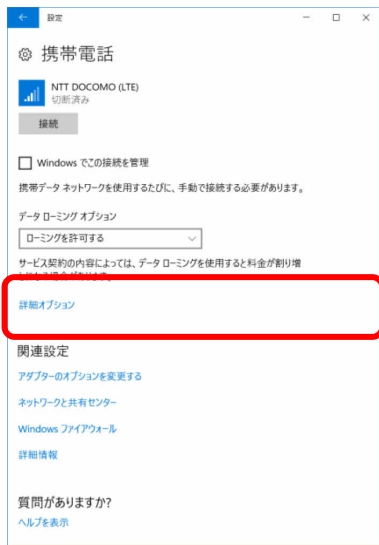 設定
携帯電話
NTT DOCOMO (LTE)
切断済み
接続
Windows でこの接続を管理
携帯データ ネットワークを使用するたびに、手動で接続する必要があります。
データ ローミング オプション
ローミングを許可する
サービス契約の内容によっては、データ ローミングを使用すると料金が割り増
詳細オプション
関連設定
アダプターのオプションを変更する
ネットワークと共有センター
Windows ファイアウォール
詳細情報
質問がありますか?
ヘルプを表示